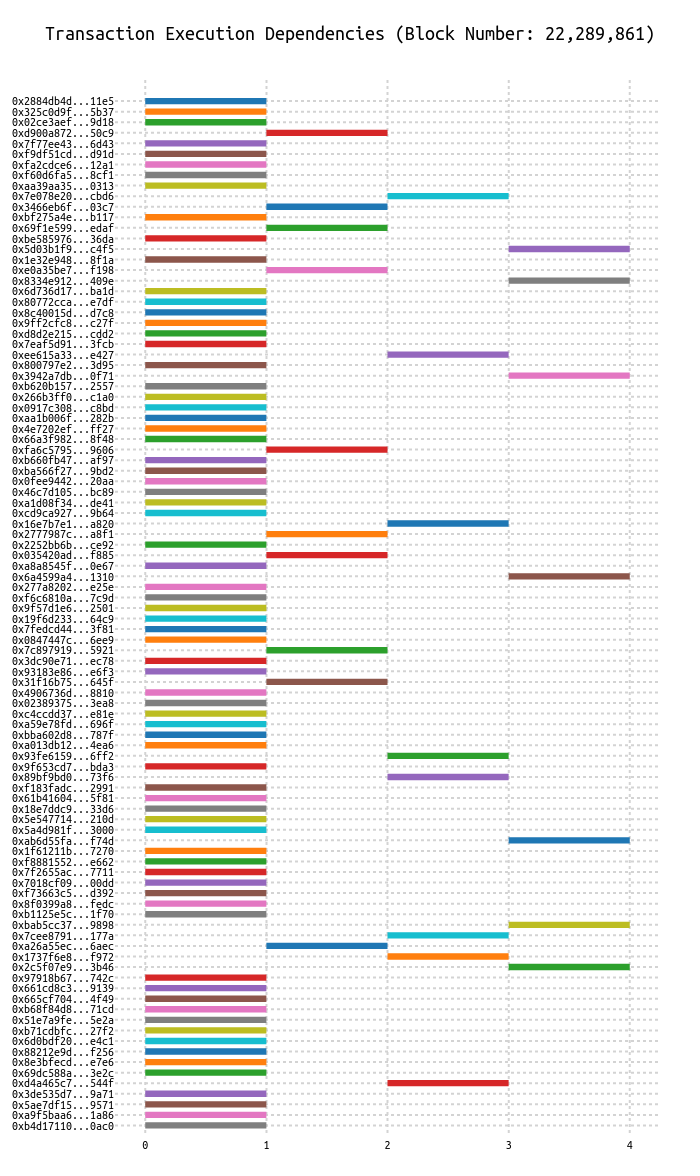 Transaction Execution Dependencies (Block Number: 22,289,861)
0x2884db4d...11e5
0x325c0d9f...5b37
0x02ce3aef...9d18
0xd900a872...50c9
0x7f77ee43...6d43
0xf9df51cd...d91d
0xfa2cdce6...12a1
0xf60d6fa5...8cf1
0xaa39aa35...0313
0x7e078e20...cbd6
0x3466eb6f...03c7
0xbf275a4e...b117
0x69f1e599...edaf
0xbe585976...36da
0x5d03b1f9...c4f5
0x1e32e948...8f1a
0xe0a35be7...f198
0x8334e912...409e
0x6d736d17...ba1d
0x80772cca...e7df
0x8c40015d...d7c8
0x9ff2cfc8...c27f
0xd8d2e215...cdd2
0x7eaf5d91...3fcb
0xee615a33...e427
0x800797e2...3d95
0x3942a7db...0f71
0xb620b157...2557
0x266b3ff0...c1a0
0x0917c308...c8bd
0xaa1b006f...282b
0x4e7202ef...ff27
0x66a3f982...8f48
0xfa6c5795...9606
0xb660fb47...af97
0xba566f27...9bd2
0x0fee9442...20aa
0x46c7d105...bc89
0xa1d08f34...de41
0xcd9ca927...9b64
0x16e7b7e1...a820
0x2777987c...a8f1
0x2252bb6b...ce92
0x035420ad...f885
0xa8a8545f...0e67
0x6a4599a4...1310
0x277a8202...e25e
0xf6c6810a...7c9d
0x9f57d1e6...2501
0x19f6d233...64c9
0x7fedcd44...3f81
0x0847447c...6ee9
0x7c897919...5921
0x3dc90e71...ec78
0x93183e86...e6f3
0x31f16b75...645f
0x4906736d...8810
0x02389375...3ea8
0xc4ccdd37...e81e
0xa59e78fd...696f
0xbba602d8...787f
0xa013db12...4ea6
0x93fe6159...6ff2
0x9f653cd7...bda3
0x89bf9bd0...73f6
0xf183fadc...2991
0x61b41604...5f81
0x18e7ddc9...33d6
0x5e547714...210d
0x5a4d981f...3000
0xab6d55fa...f74d
0x1f61211b...7270
0xf8881552...e662
0x7f2655ac...7711
0x7018cf09...00dd
0xf73663c5...d392
0x8f0399a8...fedc
0xb1125e5c...1f70
0xbab5cc37...9898
0x7cee8791...177a
0xa26a55ec...6aec
0x1737f6e8...f972
0x2c5f07e9...3b46
0x97918b67...742c
0x661cd8c3...9139
0x665cf704...4f49
0xb68f84d8...71cd
0x51e7a9fe...5e2a
0xb71cdbfc...27f2
0x6d0bdf20...e4c1
0x88212e9d...f256
0x8e3bfecd...e7e6
0x69dc588a...3e2c
0xd4a465c7...544f
0x3de535d7...9a71
0x5ae7df15...9571
0xa9f5baa6...1a86
0xb4d17110...0ac0
0 1 2 3 4